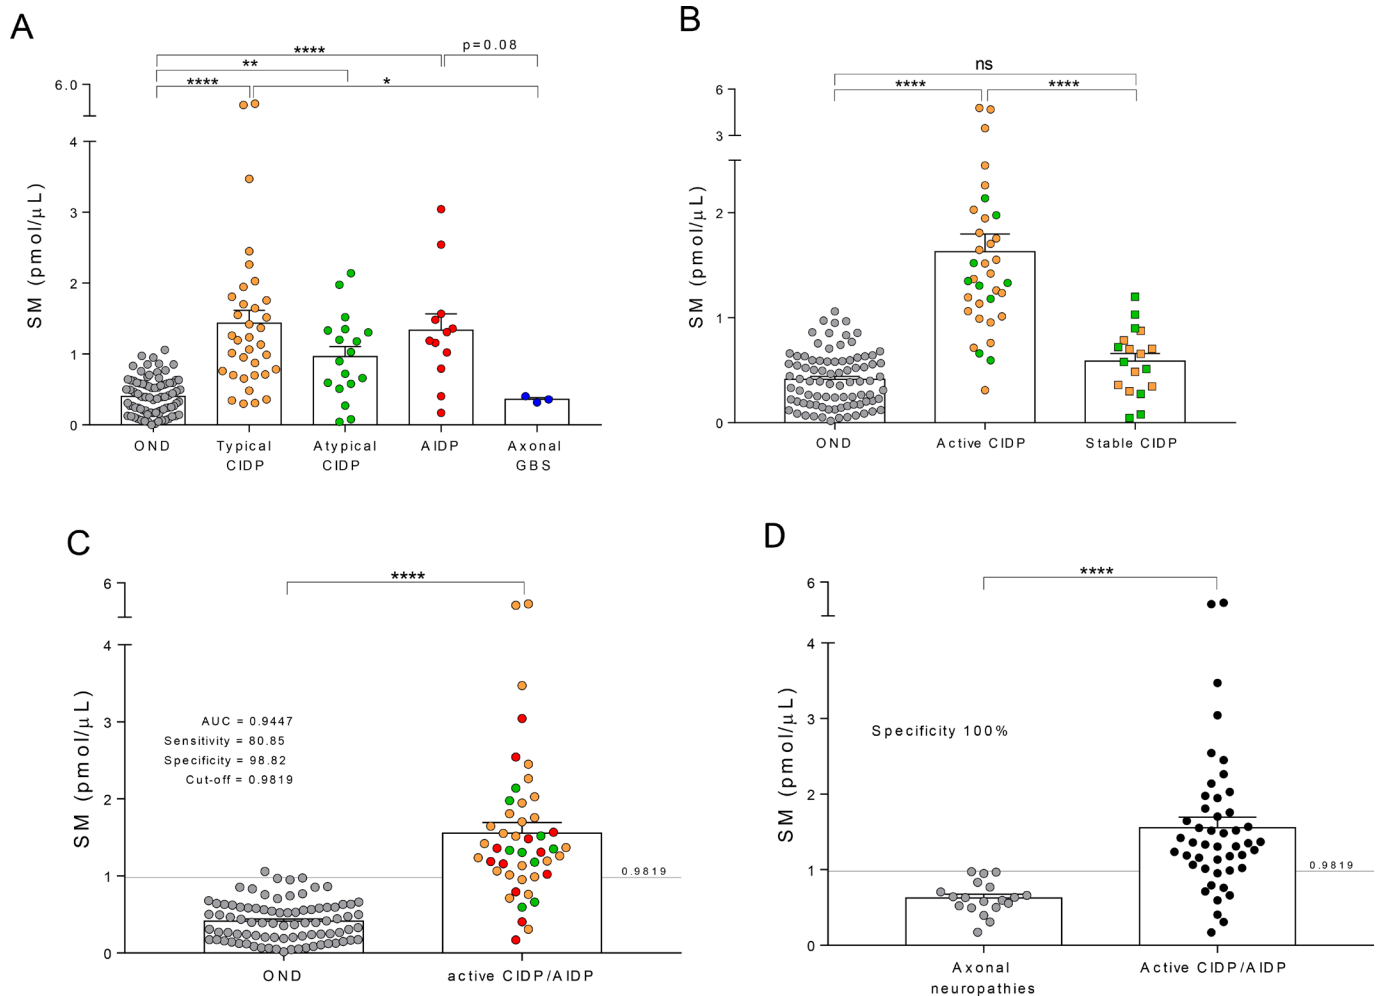 A
SM (pmol/μL)
6.0
4
3
2
1
0
****
**
****
*
p=0.08
OND
Typical
CIDP
Atypical
CIDP
AIDP
Axonal
GBS
B
SM (pmol/μL)
6
3
2
1
0
ns
****
****
OND
Active CIDP
Stable CIDP
C
SM (pmol/μL)
6
4
3
2
1
0
****
AUC = 0.9447
Sensitivity = 80.85
Specificity = 98.82
Cut-off = 0.9819
0.9819
OND
active CIDP/AIDP
D
SM (pmol/μL)
6
4
3
2
1
0
****
Specificity 100%
0.9819
Axonal
neuropathies
Active CIDP/AIDP